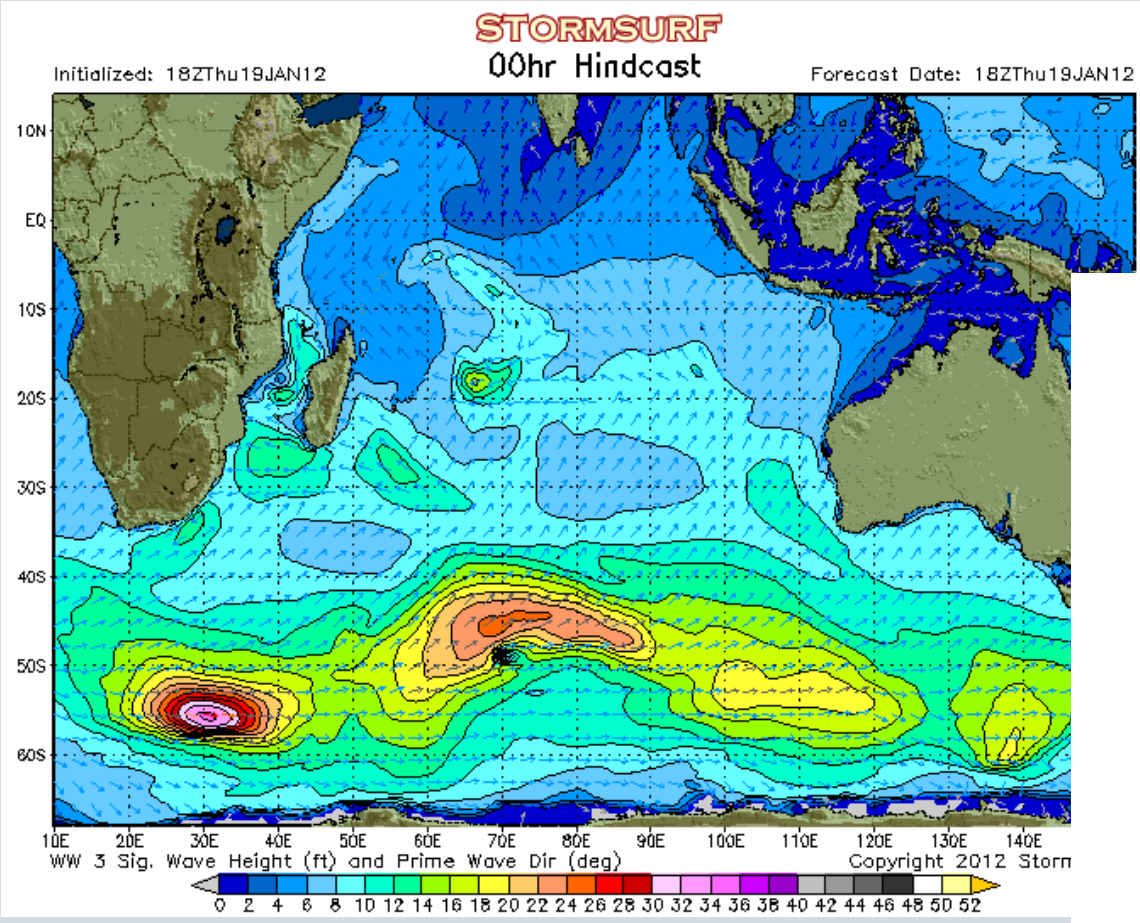 STORMSURF
00hr Hindcast
Initialized: 18ZThu19JAN12
Forecast Date: 18ZThu19JAN12
10N
EQ
10S
20S
30S
40S
50S
60S
10E 20E 30E 40E 50E 60E 70E 80E 90E 100E 110E 120E 130E 140E
WW 3 Sig. Wave Height (ft) and Prime Wave Dir (deg)
Copyright 2012 Storm
0 2 4 6 8 10 12 14 16 18 20 22 24 26 28 30 32 34 36 38 40 42 44 46 48 50 52